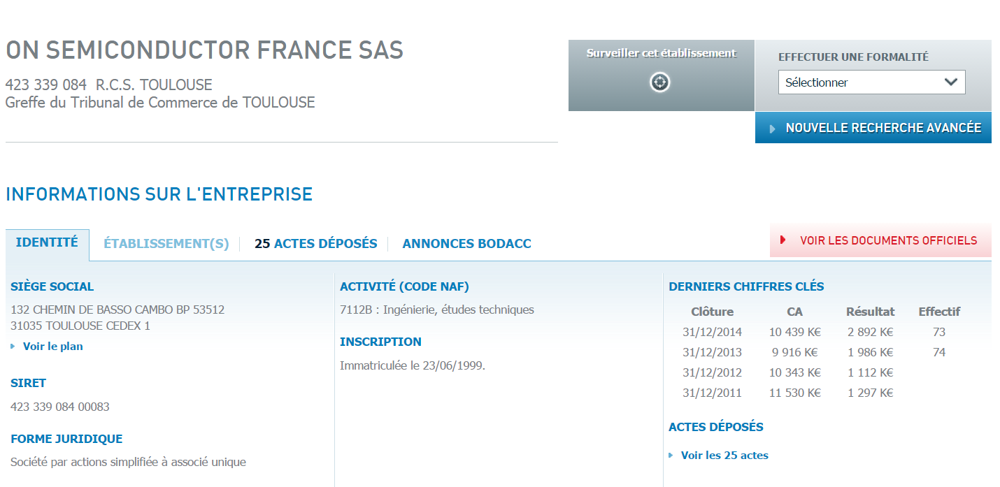 ON SEMICONDUCTOR FRANCE SAS
423 339 084 R.C.S. TOULOUSE
Greffe du Tribunal de Commerce de TOULOUSE
Surveiller cet établissement
EFFECTUER UNE FORMALITÉ
Sélectionner
NOUVELLE RECHERCHE AVANCÉE
INFORMATIONS SUR L'ENTREPRISE
IDENTITÉ ÉTABLISSEMENT(S) 25 ACTES DÉPOSÉS ANNONCES BODACC
VOIR LES DOCUMENTS OFFICIELS
SIÈGE SOCIAL
132 CHEMIN DE BASSO CAMBO BP 53512
31035 TOULOUSE CEDEX 1
Voir le plan
SIRET
423 339 084 00083
FORME JURIDIQUE
Société par actions simplifiée à associé unique
ACTIVITÉ (CODE NAF)
7112B : Ingénierie, études techniques
INSCRIPTION
Immatriculée le 23/06/1999.
DERNIERS CHIFFRES CLÉS
Clôture CA Résultat Effectif
31/12/2014 10 439 K€ 2 892 K€ 73
31/12/2013 9 916 K€ 1 986 K€ 74
31/12/2012 10 343 K€ 1 112 K€
31/12/2011 11 530 K€ 1 297 K€
ACTES DÉPOSÉS
Voir les 25 actes